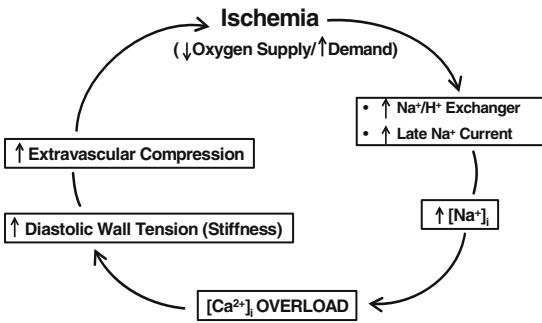 Ischemia
(↓Oxygen Supply/↑Demand)
• ↑ Na⁺/H⁺ Exchanger
• ↑ Late Na⁺ Current
↑ [Na⁺]ᵢ
[Ca²⁺]ᵢ OVERLOAD
↑ Diastolic Wall Tension (Stiffness)
↑ Extravascular Compression